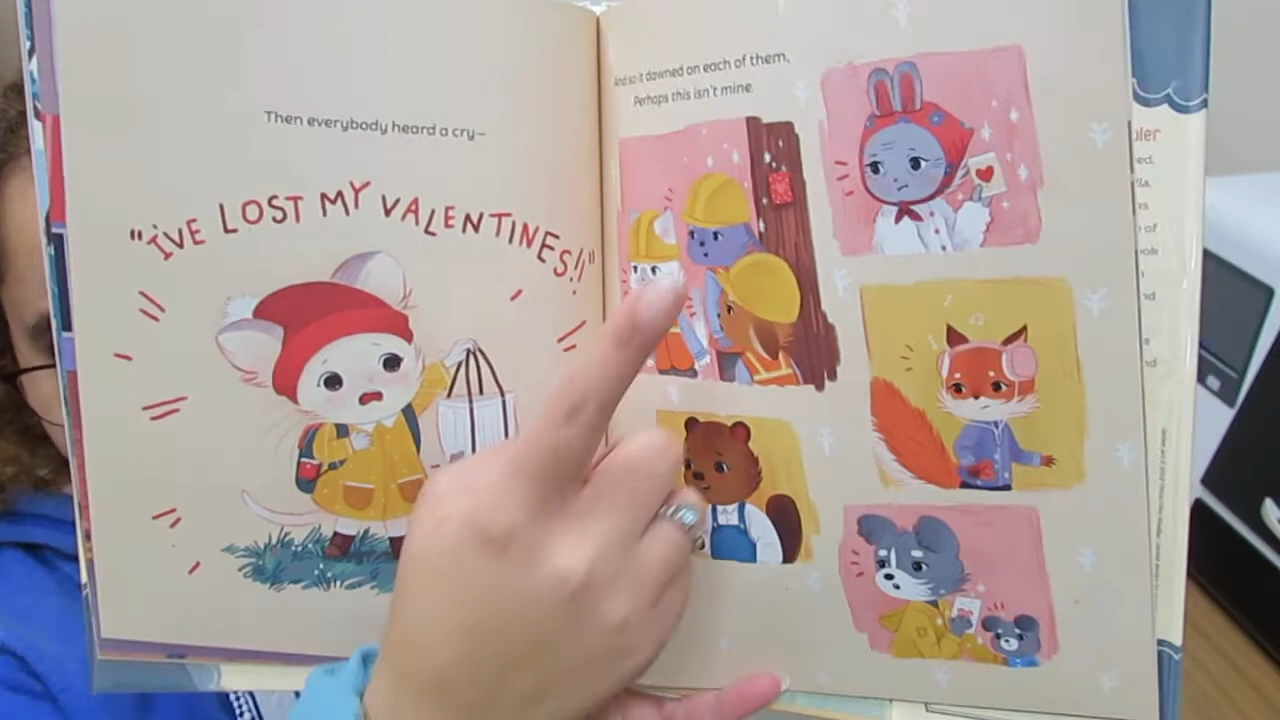 Then everybody heard a cry—
"I'VE LOST MY VALENTINES!!"
And so it dawned on each of them,
Perhaps this isn't mine.